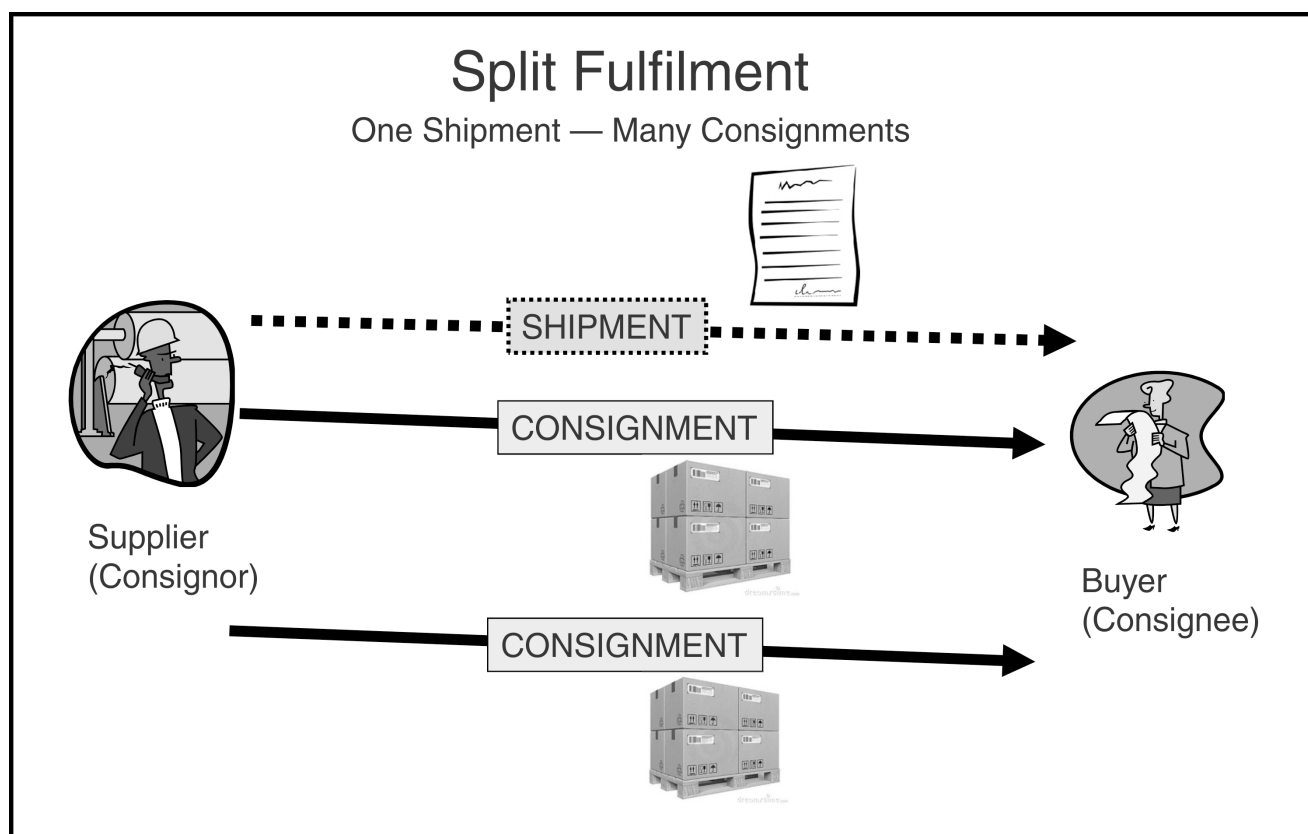 Split Fulfilment
One Shipment — Many Consignments
SHIPMENT
CONSIGNMENT
Supplier
(Consignor)
Buyer
(Consignee)
CONSIGNMENT